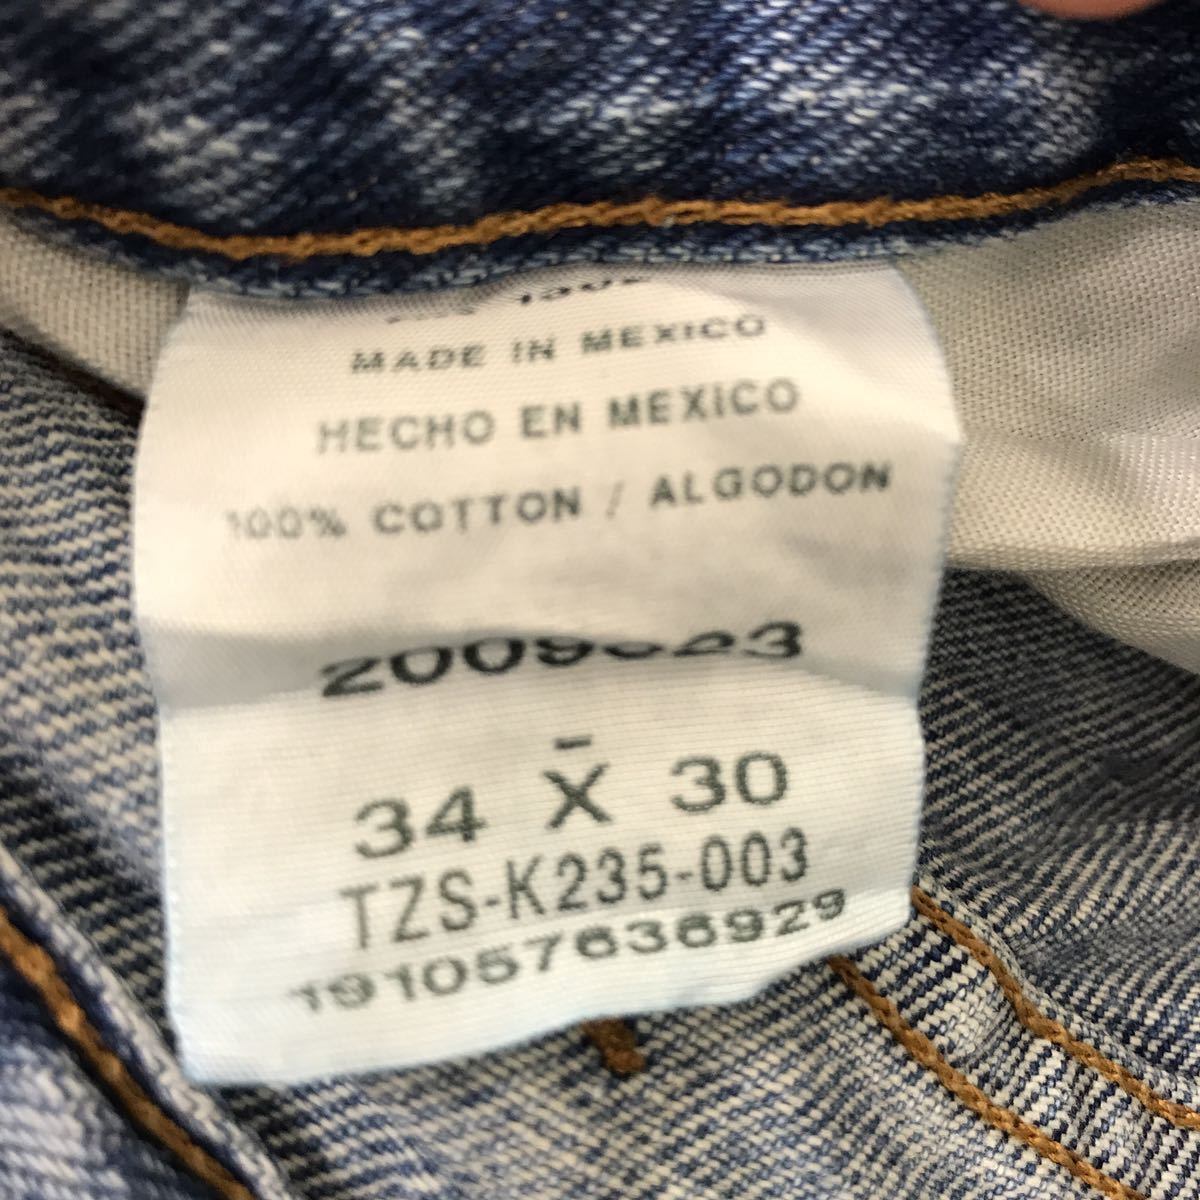 MADE IN MEXICO
HECHO EN MEXICO
100% COTTON / ALGODON
34 X 30
TZS-K235-003
191057636929